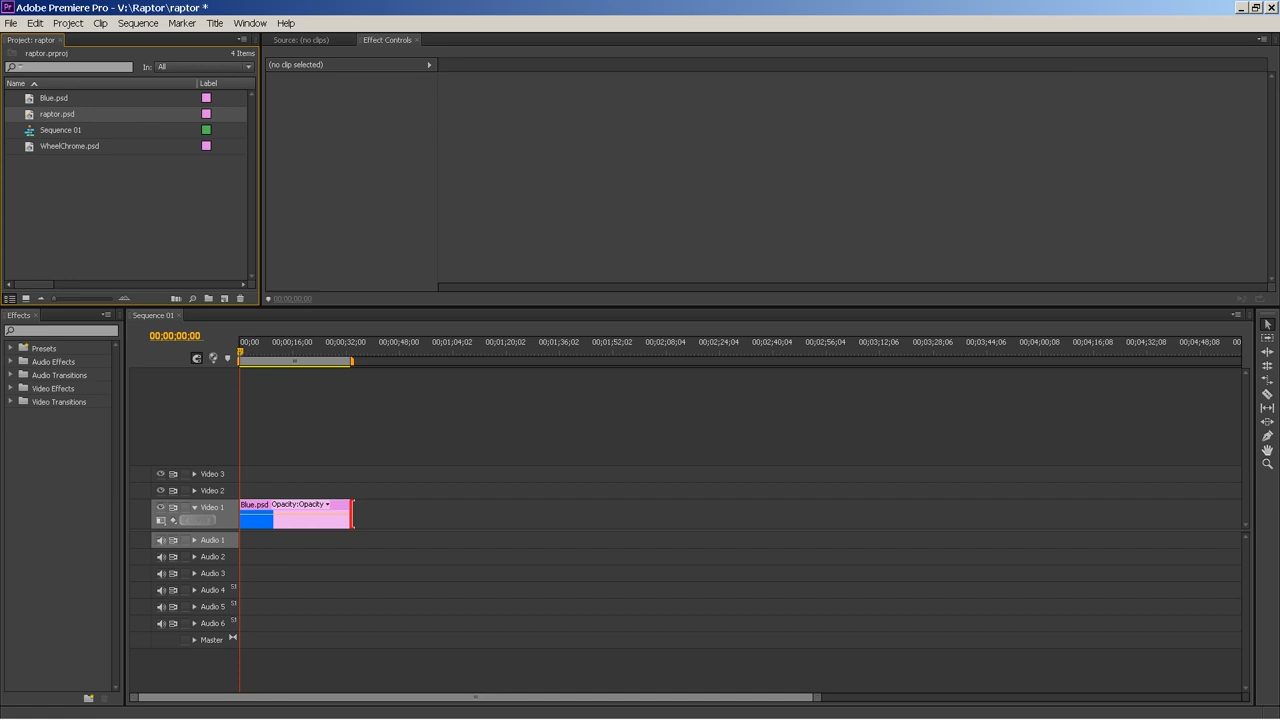 Adobe Premiere Pro - V:\Raptor\raptor *
File Edit Project Clip Sequence Marker Title Window Help
Project: raptor
raptor.prproj
4 Items
In: All
Name Label
Blue.psd
raptor.psd
Sequence 01
WheelChrome.psd
Source: (no clips) Effect Controls
(no clip selected)
00;00;00;00
Effects
Presets
Audio Effects
Audio Transitions
Video Effects
Video Transitions
Sequence 01
00;00;00;00
00;00 00;00;16;00 00;00;32;00 00;00;48;00 00;01;04;02 00;01;20;02 00;01;36;02 00;01;52;02 00;02;08;04 00;02;24;04 00;02;40;04 00;02;56;04 00;03;12;06 00;03;28;06 00;03;44;06 00;04;00;08 00;04;16;08 00;04;32;08 00;04;48;08 00
Video 3
Video 2
Video 1
Blue.psd Opacity:Opacity
Audio 1
Audio 2
Audio 3
Audio 4
Audio 5
Audio 6
Master